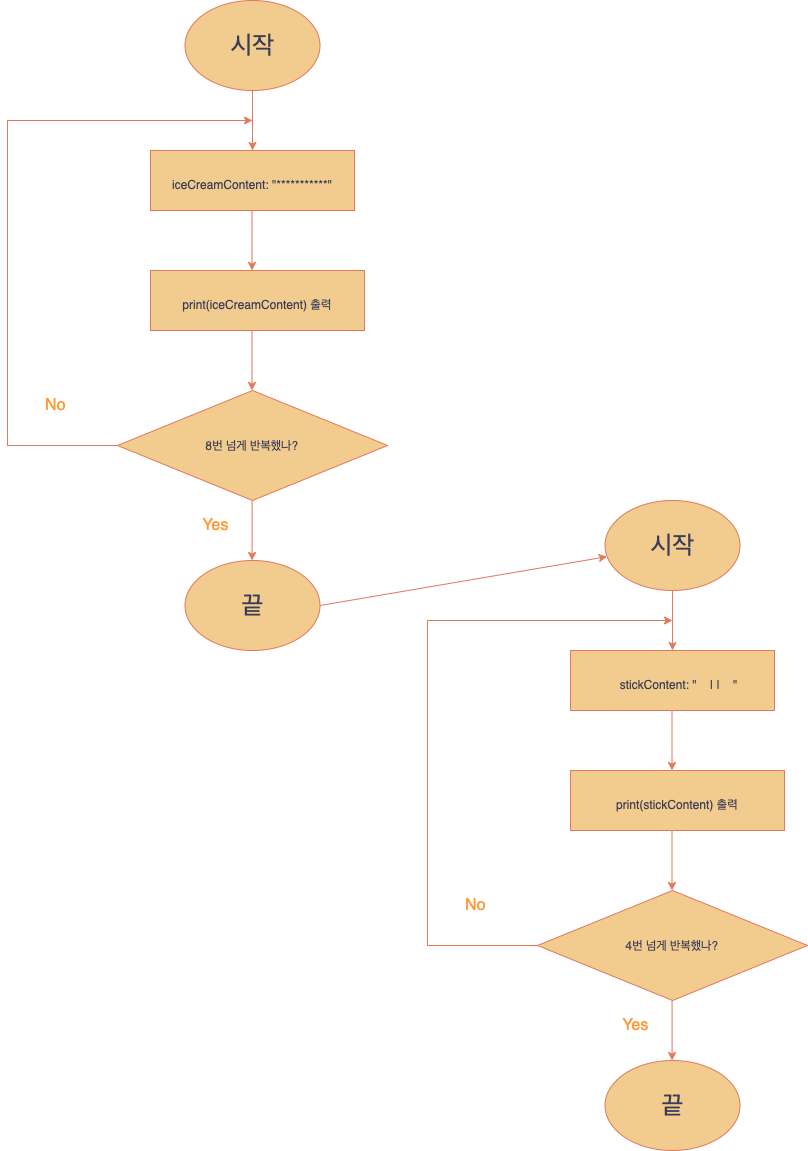 시작
iceCreamContent: "***********"
print(iceCreamContent) 출력
No
8번 넘게 반복했나?
Yes
끝
시작
stickContent: "    | |    "
print(stickContent) 출력
No
4번 넘게 반복했나?
Yes
끝